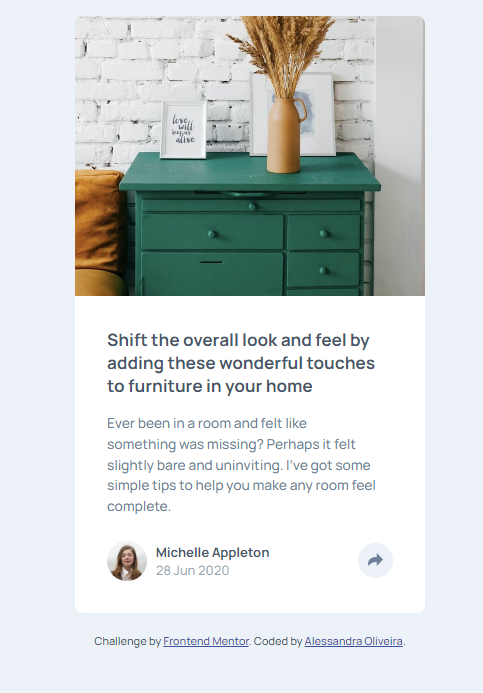 love
will
alive
Shift the overall look and feel by
adding these wonderful touches
to furniture in your home
Ever been in a room and felt like
something was missing? Perhaps it felt
slightly bare and uninviting. I've got some
simple tips to help you make any room feel
complete.
Michelle Appleton
28 Jun 2020
Challenge by Frontend Mentor. Coded by Alessandra Oliveira.